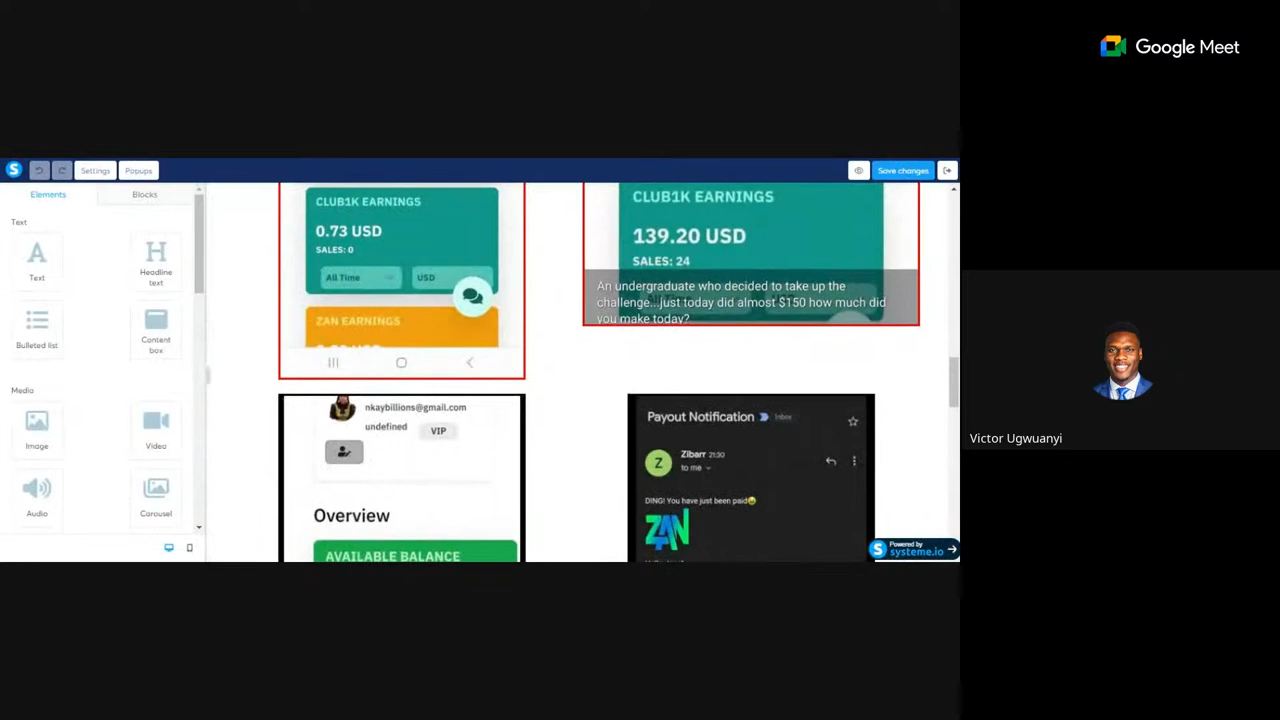 Google Meet
Settings
Popups
Save changes
Elements
Blocks
Text
Text
Headline
text
Bulleted list
Content
box
Media
Image
Video
Audio
Carousel
CLUB1K EARNINGS
0.73 USD
SALES: 0
All Time
USD
ZAN EARNINGS
CLUB1K EARNINGS
139.20 USD
SALES: 24
An undergraduate who decided to take up the
challenge...just today did almost $150 how much did
you make today?
nkaybillions@gmail.com
undefined
VIP
Overview
AVAILABLE BALANCE
Payout Notification
Inbox
Z
Zibarr 21:30
to me
DING! You have just been paid😀
ZAN
Powered by
systeme.io
Victor Ugwuanyi